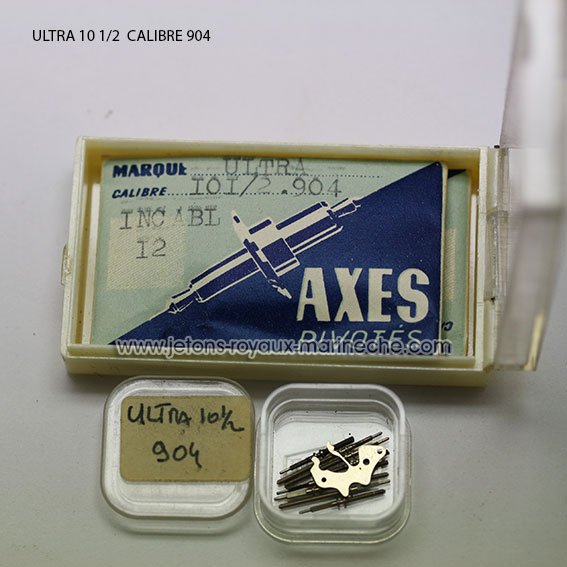 ULTRA 10 1/2 CALIBRE 904
MARQUE ULTRA
CALIBRE 101/2.904
INCABL
12
AXES
PIVOTÉS
www.jetons-royaux-marineche.com
ULTRA 10½
904